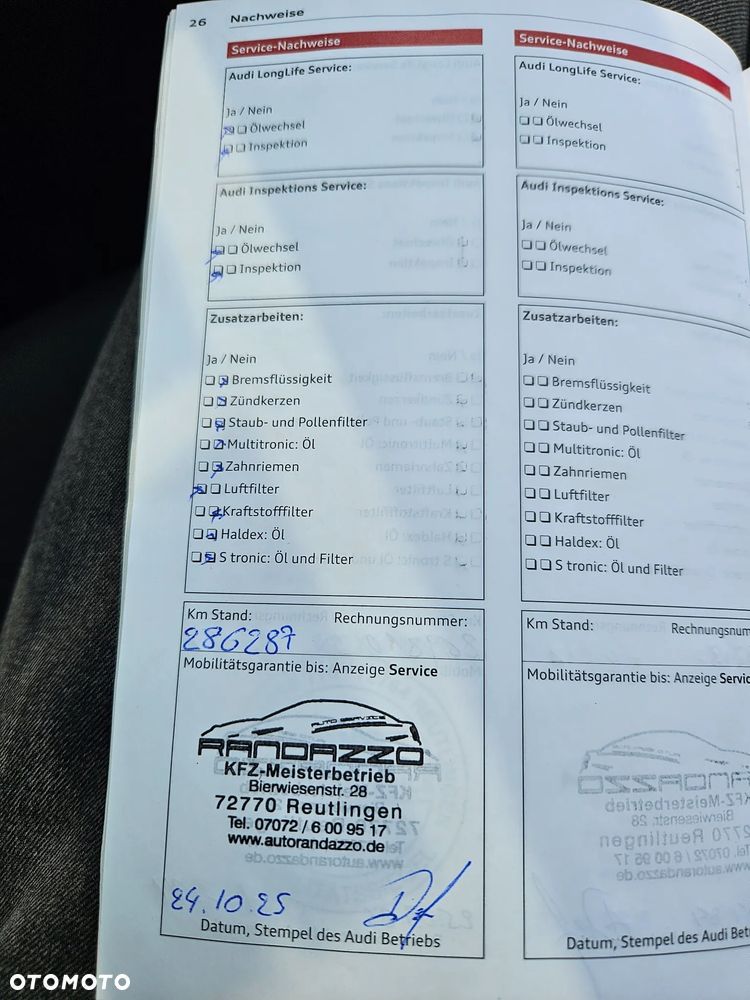 26 Nachweise
Service-Nachweise
Audi LongLife Service:
Ja / Nein
Ölwechsel
Inspektion
Audi Inspektions Service:
Ja / Nein
Ölwechsel
Inspektion
Zusatzarbeiten:
Ja / Nein
Bremsflüssigkeit
Zündkerzen
Staub- und Pollenfilter
Multitronic: Öl
Zahnriemen
Luftfilter
Kraftstofffilter
Haldex: Öl
S tronic: Öl und Filter
Km Stand: Rechnungsnummer:
286287
Mobilitätsgarantie bis: Anzeige Service
AUTO SERVICE
RANDAZZO
KFZ-Meisterbetrieb
Bierwiesenstr. 28
72770 Reutlingen
Tel. 07072 / 6 00 95 17
www.autorandazzo.de
24.10.25
Datum, Stempel des Audi Betriebs
Service-Nachweise
Audi LongLife Service:
Ja / Nein
Ölwechsel
Inspektion
Audi Inspektions Service:
Ja / Nein
Ölwechsel
Inspektion
Zusatzarbeiten:
Ja / Nein
Bremsflüssigkeit
Zündkerzen
Staub- und Pollenfilter
Multitronic: Öl
Zahnriemen
Luftfilter
Kraftstofffilter
Haldex: Öl
S tronic: Öl und Filter
Km Stand: Rechnungsnum
Mobilitätsgarantie bis: Anzeige Servic
Datum, Stempel des Audi Bet
OTOMOTO